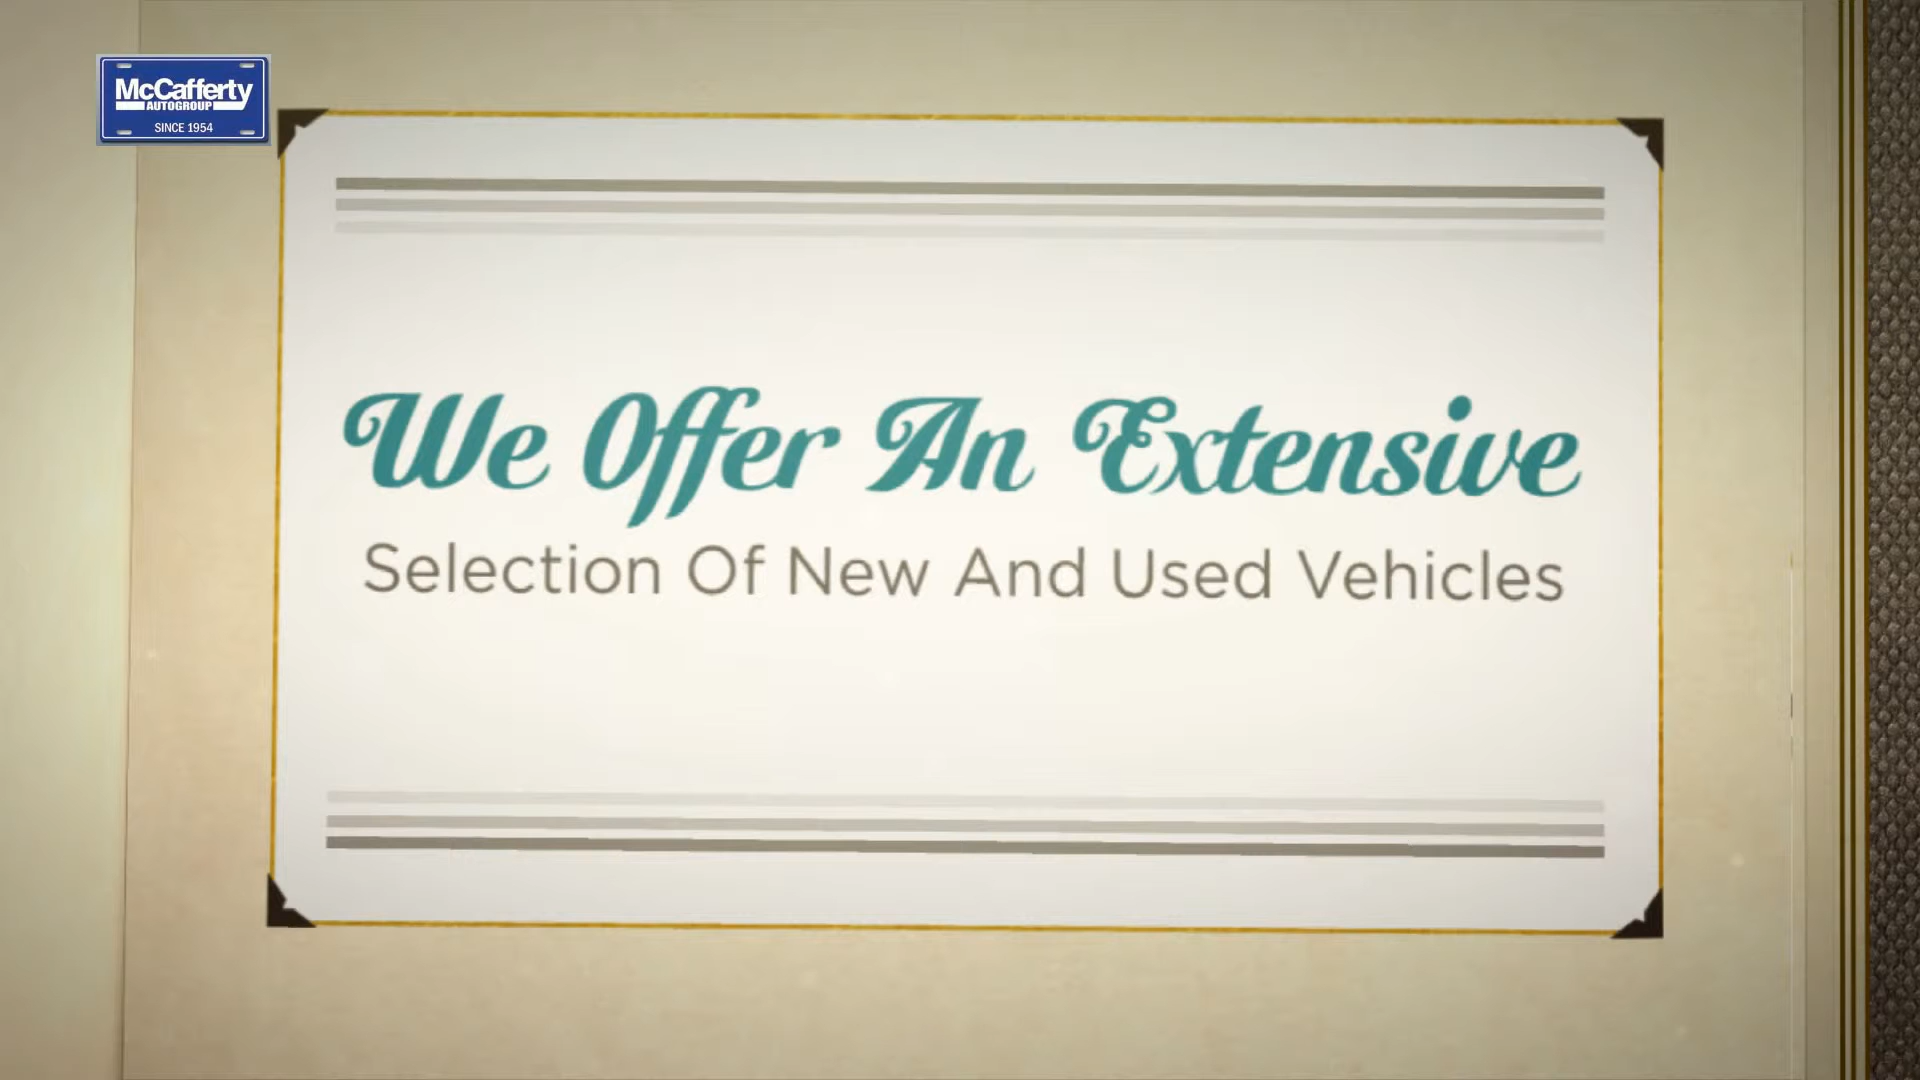 McCafferty
AUTOGROUP
SINCE 1954
We Offer An Extensive
Selection Of New And Used Vehicles